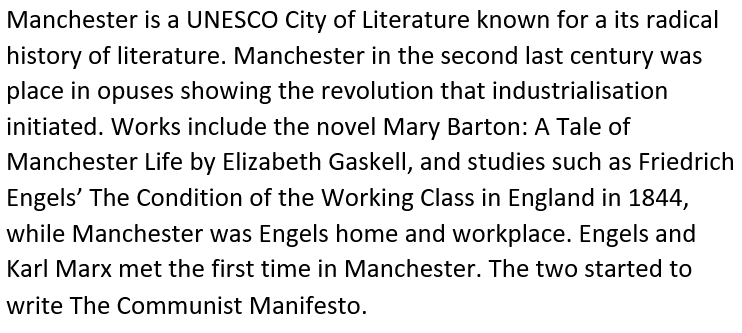 Manchester is a UNESCO City of Literature known for a its radical
history of literature. Manchester in the second last century was
place in opuses showing the revolution that industrialisation
initiated. Works include the novel Mary Barton: A Tale of
Manchester Life by Elizabeth Gaskell, and studies such as Friedrich
Engels’ The Condition of the Working Class in England in 1844,
while Manchester was Engels home and workplace. Engels and
Karl Marx met the first time in Manchester. The two started to
write The Communist Manifesto.